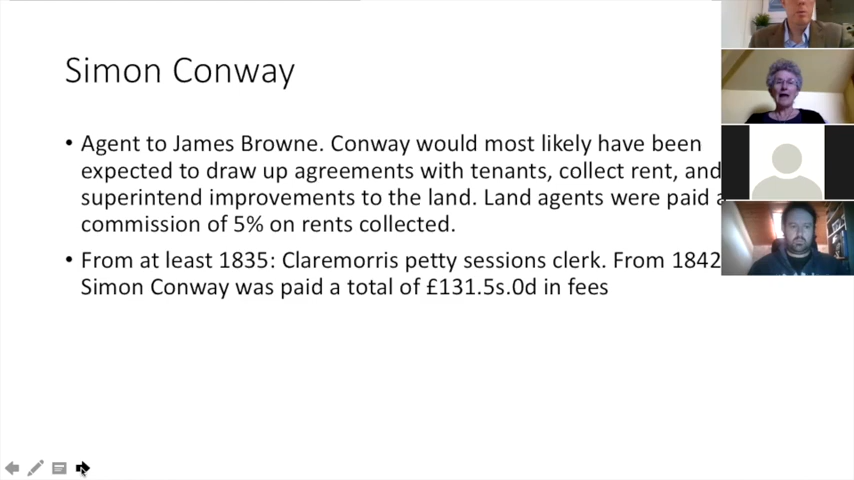 Simon Conway
• Agent to James Browne. Conway would most likely have been
expected to draw up agreements with tenants, collect rent, and
superintend improvements to the land. Land agents were paid a
commission of 5% on rents collected.
• From at least 1835: Claremorris petty sessions clerk. From 1842
Simon Conway was paid a total of £131.5s.0d in fees